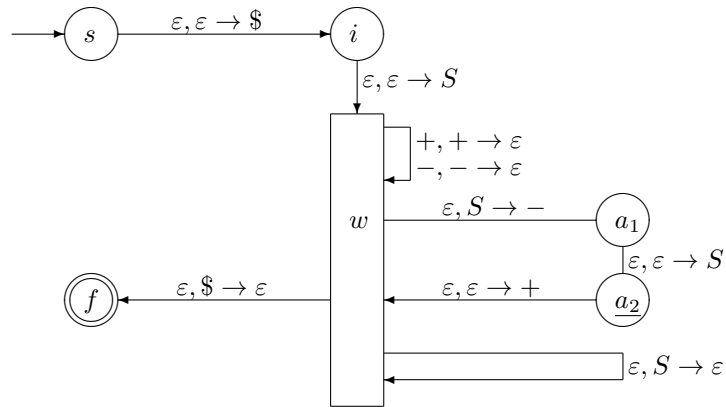 s
ε, ε → $
i
ε, ε → S
+, + → ε
−, − → ε
w
ε, S → −
a₁
ε, ε → S
f
ε, $ → ε
ε, ε → +
a₂
ε, S → ε